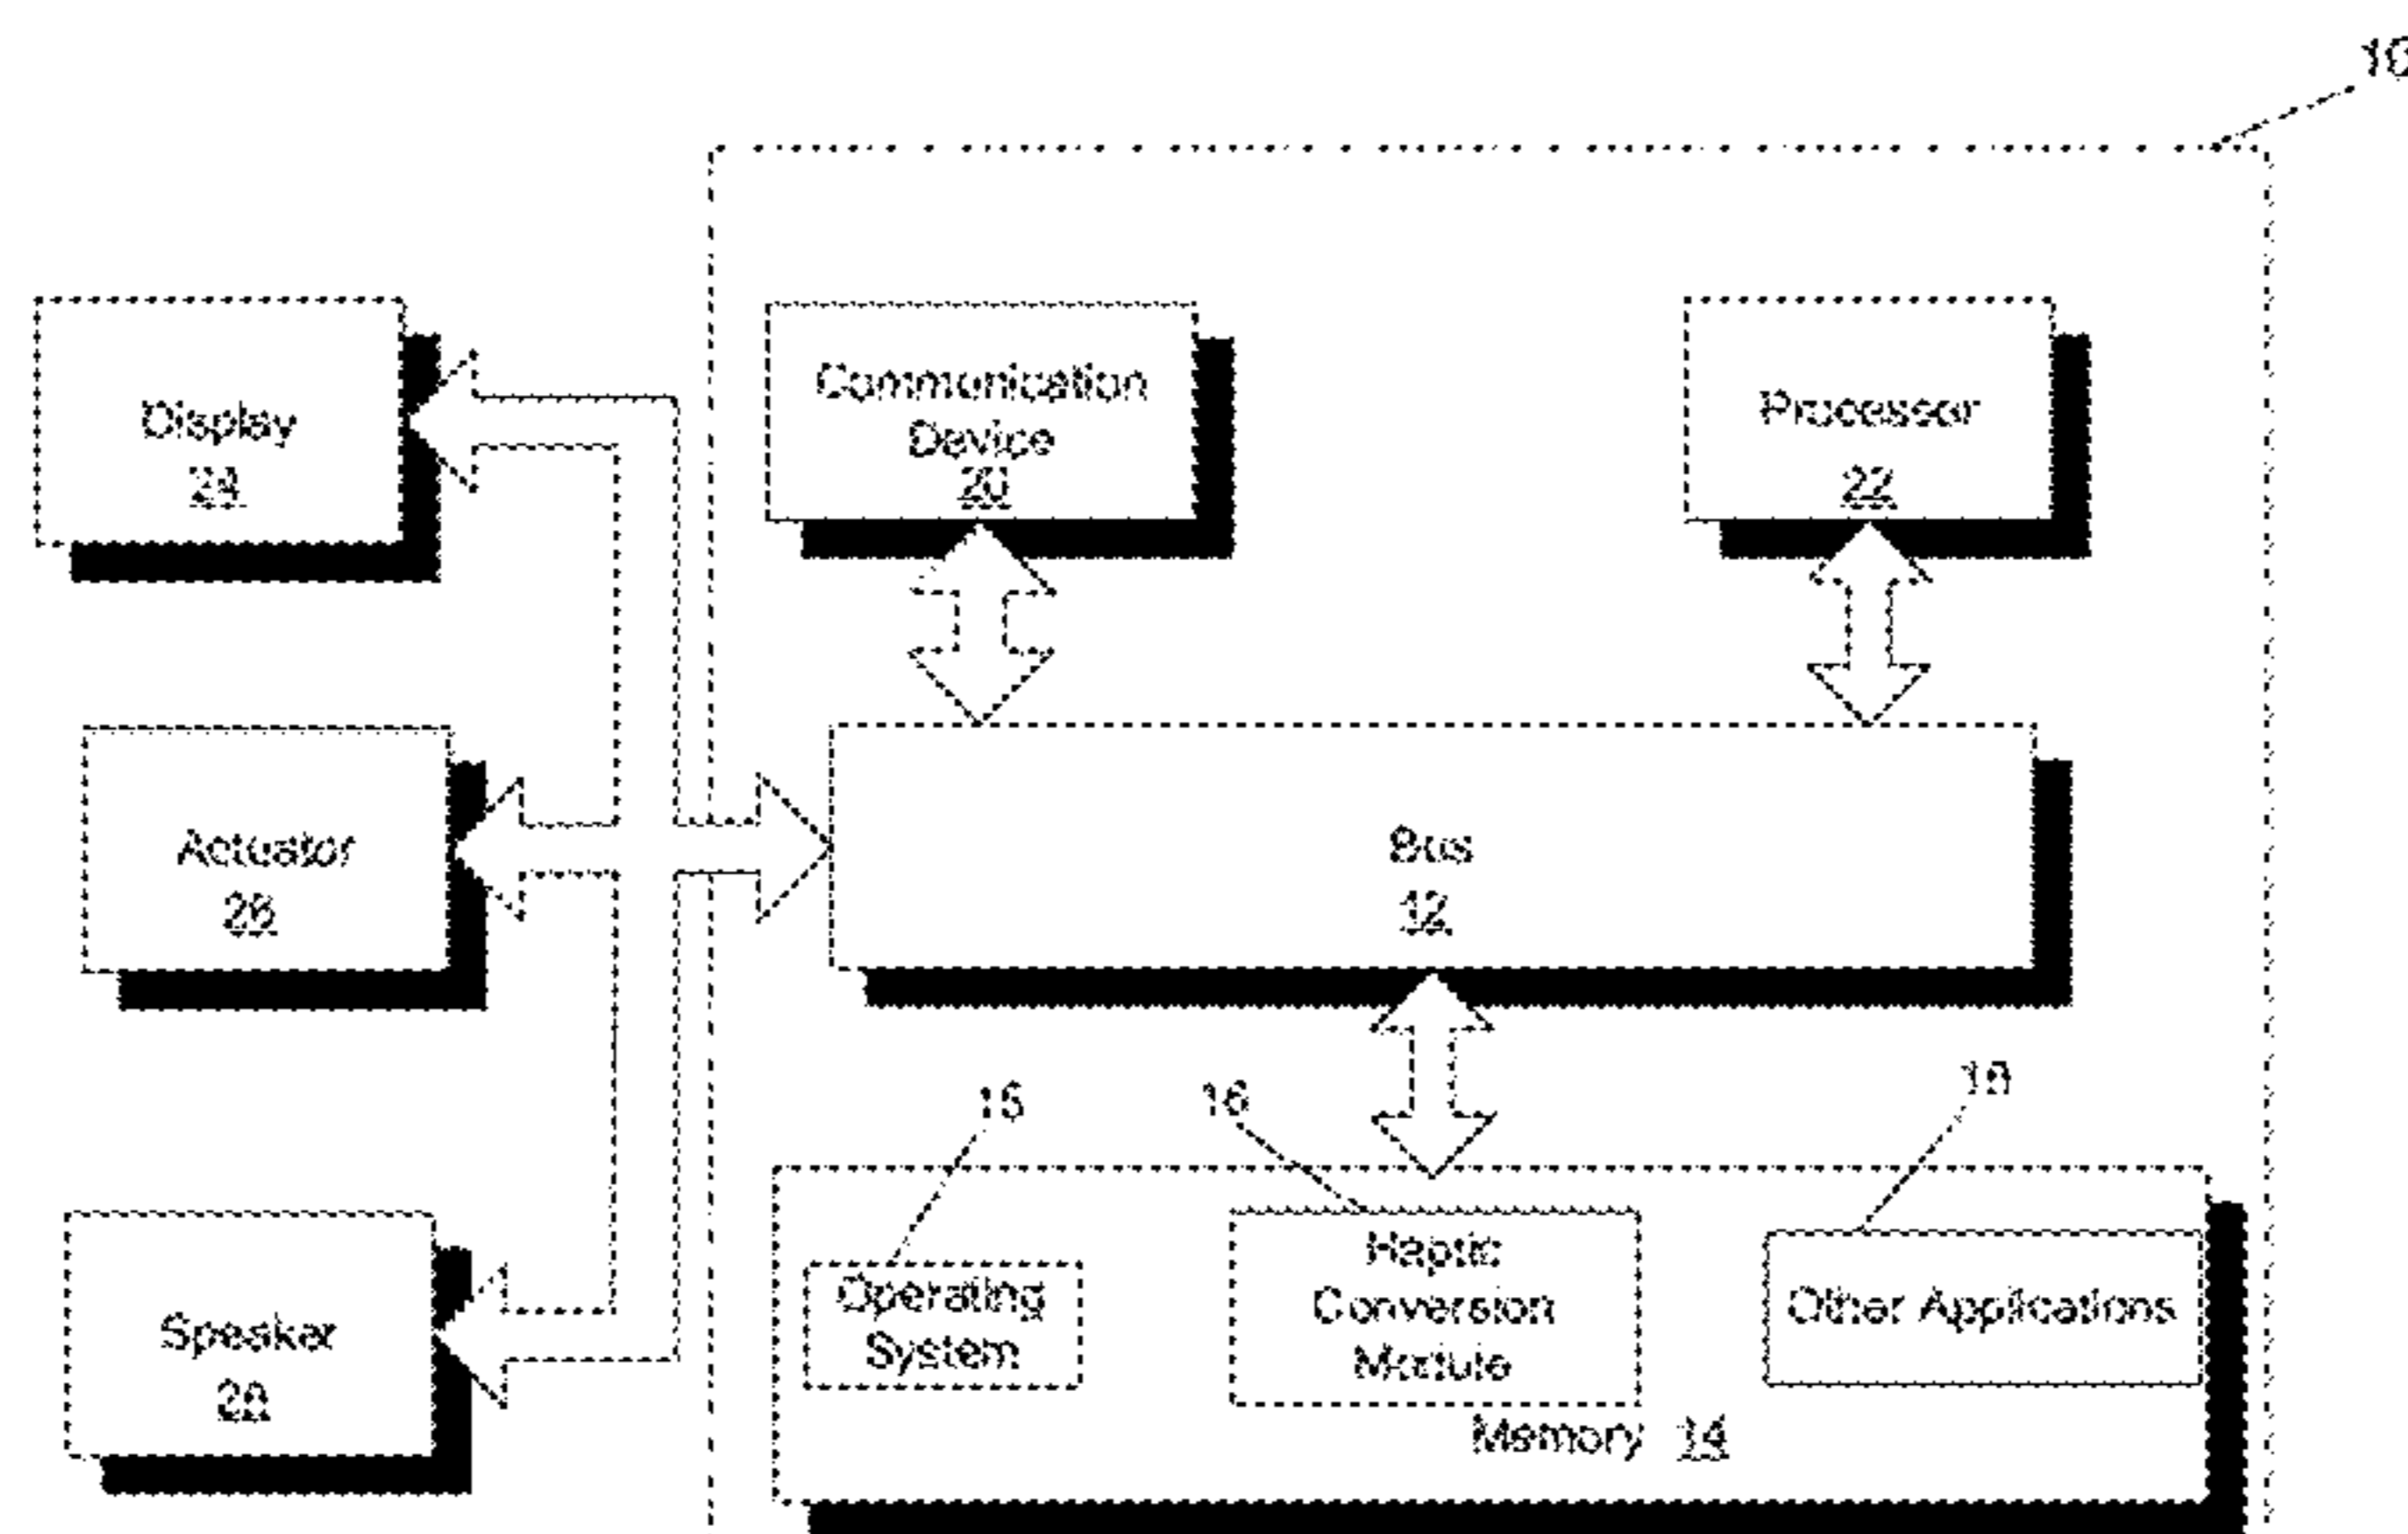 10
Display
24
Communication
Device
20
Processor
22
Actuator
26
Bus
12
15
16
18
Speaker
28
Operating
System
Haptic
Conversion
Module
Other Applications
Memory 14